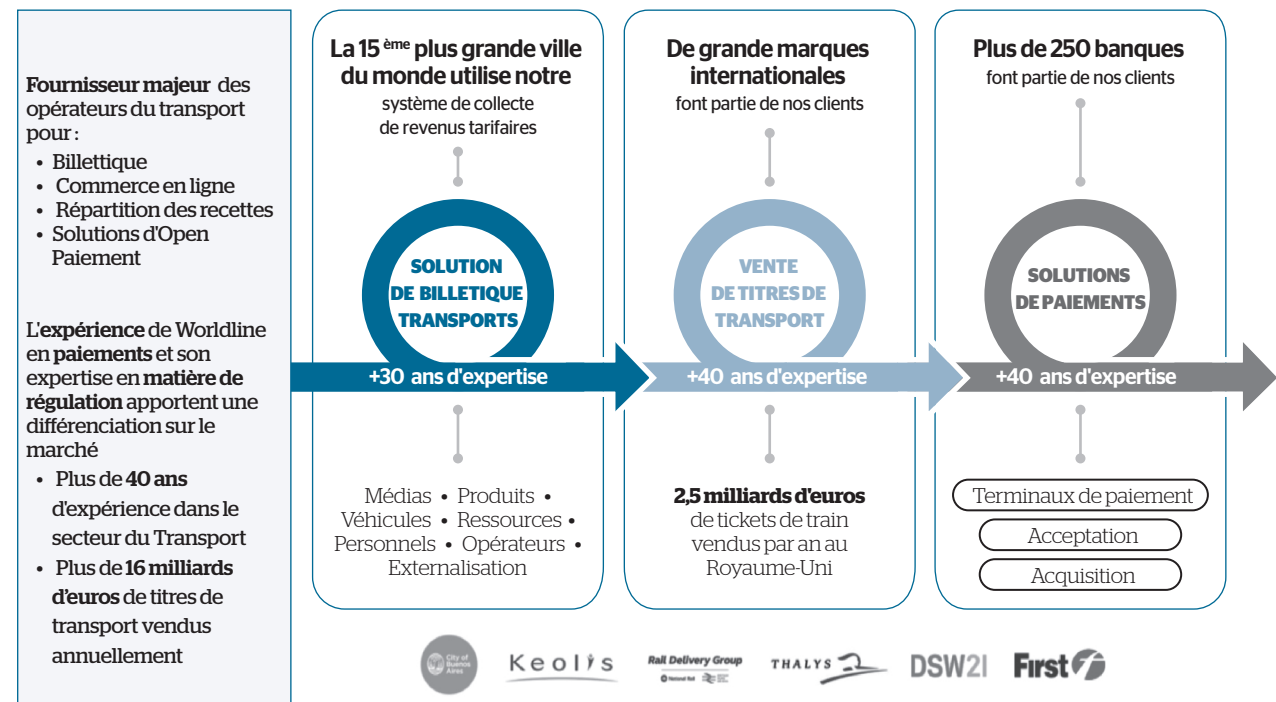 Fournisseur majeur des
opérateurs du transport
pour :
• Billettique
• Commerce en ligne
• Répartition des recettes
• Solutions d'Open
Paiement
L'expérience de Worldline
en paiements et son
expertise en matière de
régulation apportent une
différenciation sur le
marché
• Plus de 40 ans
d'expérience dans le
secteur du Transport
• Plus de 16 milliards
d'euros de titres de
transport vendus
annuellement
La 15 ème plus grande ville
du monde utilise notre
système de collecte
de revenus tarifaires
SOLUTION
DE BILLETIQUE
TRANSPORTS
+30 ans d'expertise
Médias • Produits •
Véhicules • Ressources •
Personnels • Opérateurs •
Externalisation
De grande marques
internationales
font partie de nos clients
VENTE
DE TITRES DE
TRANSPORT
+40 ans d'expertise
2,5 milliards d'euros
de tickets de train
vendus par an au
Royaume-Uni
Plus de 250 banques
font partie de nos clients
SOLUTIONS
DE PAIEMENTS
+40 ans d'expertise
Terminaux de paiement
Acceptation
Acquisition
City of
Buenos
Aires
Keolis
Rail Delivery Group
National Rail
THALYS
DSW21
First